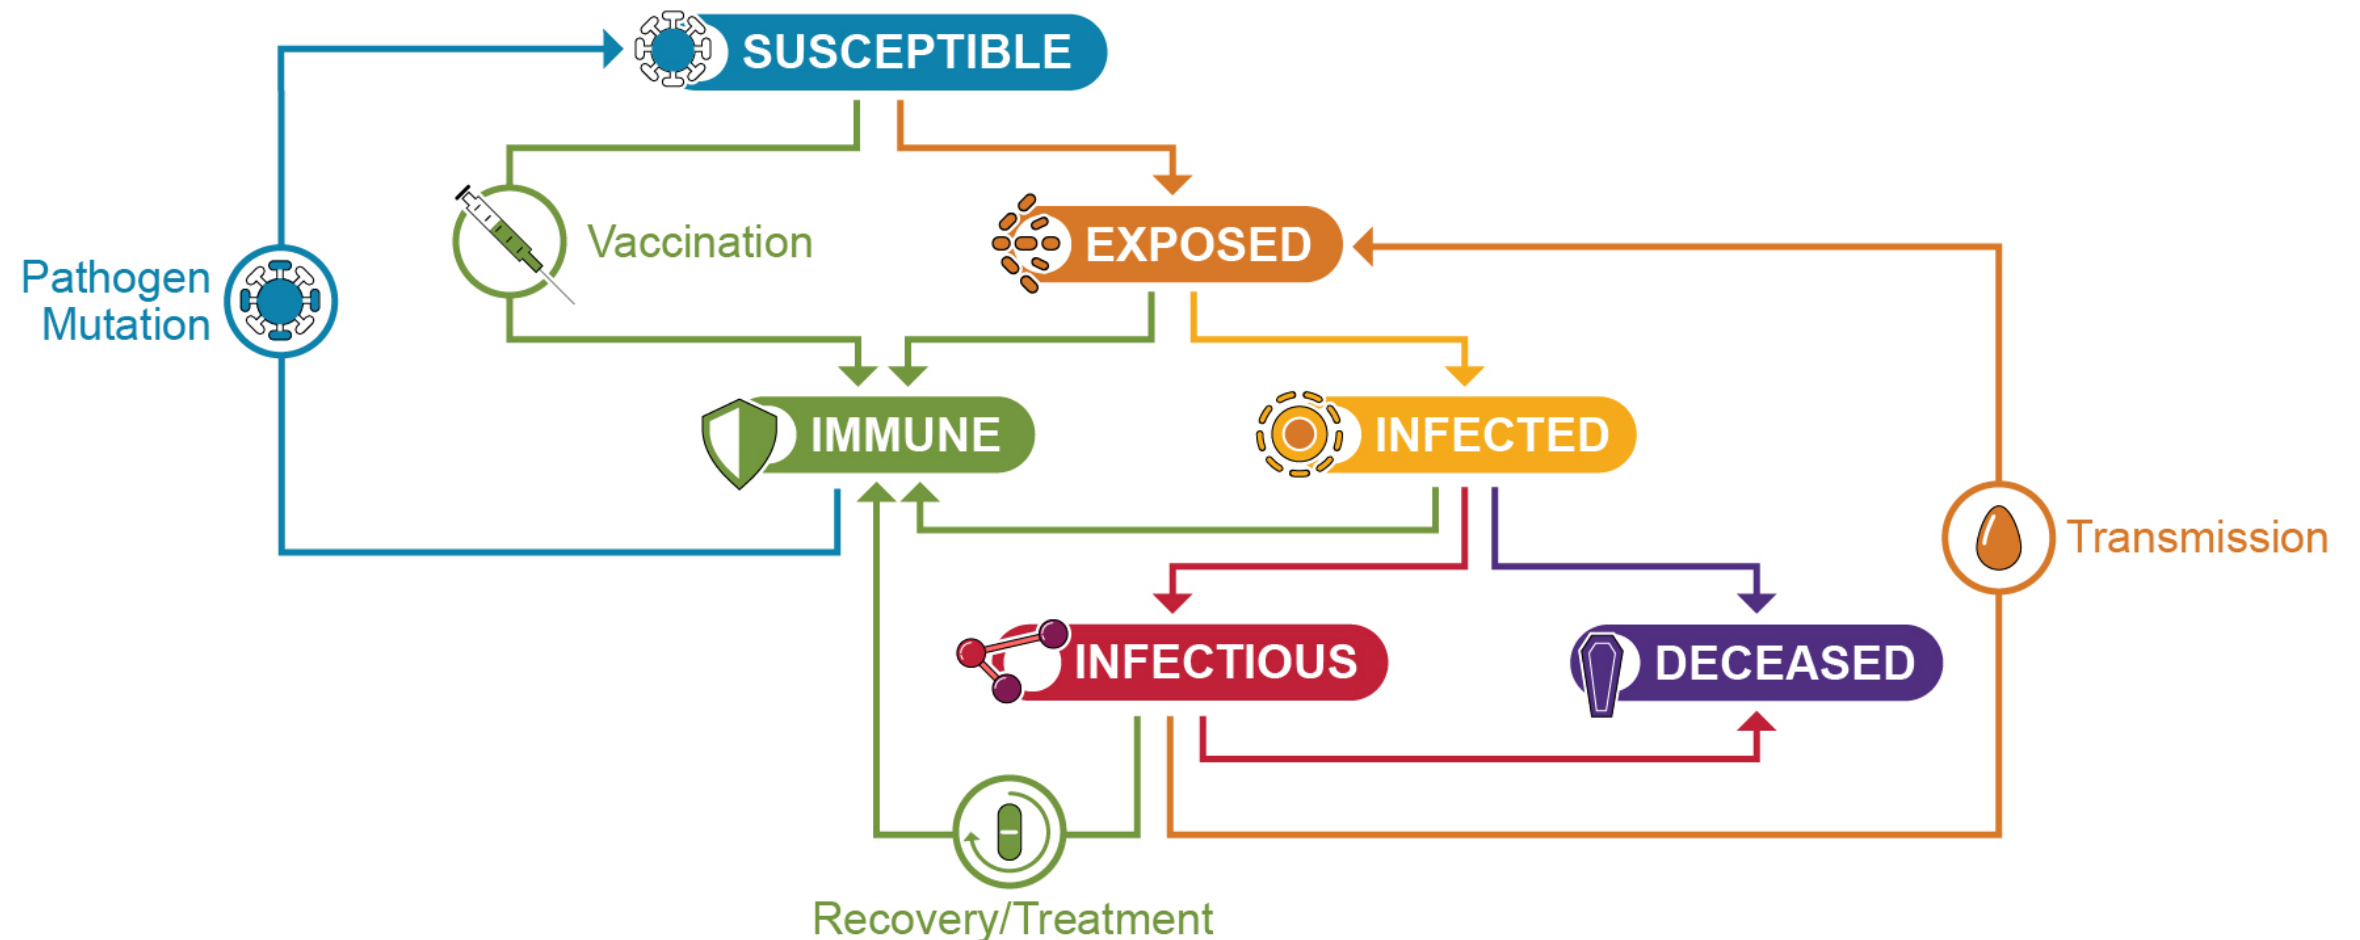 SUSCEPTIBLE
Vaccination
EXPOSED
Pathogen
Mutation
IMMUNE
INFECTED
Transmission
INFECTIOUS
DECEASED
Recovery/Treatment